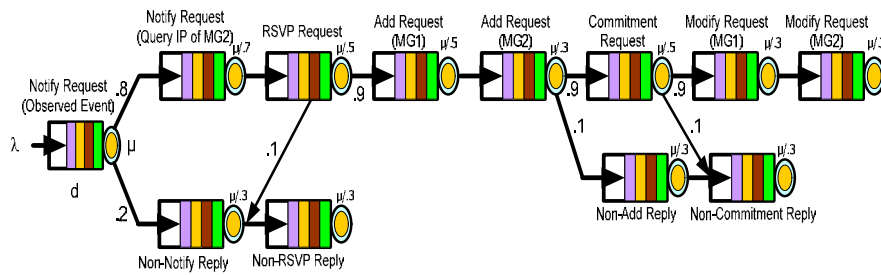 Notify Request
(Query IP of MG2)
RSVP Request
Add Request
(MG1)
Add Request
(MG2)
Commitment
Request
Modify Request
(MG1)
Modify Request
(MG2)
μ/.7
μ/.5
μ/.5
μ/.3
μ/.5
μ/.3
μ/.3
Notify Request
(Observed Event)
.8
.9
.9
.9
λ
μ
d
.1
.1
.1
.2
μ/.3
μ/.3
μ/.3
μ/.3
Non-Notify Reply
Non-RSVP Reply
Non-Add Reply
Non-Commitment Reply